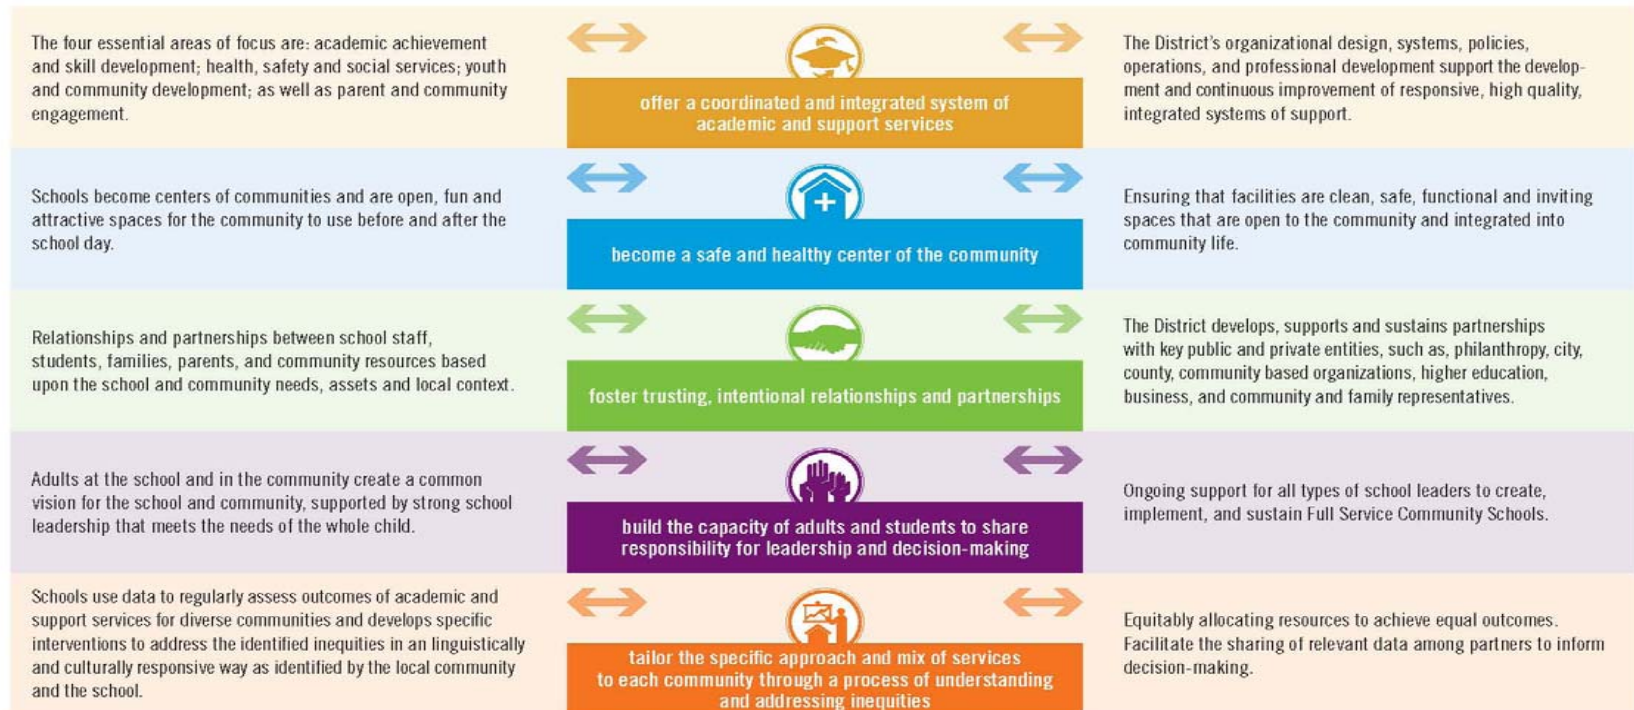 The four essential areas of focus are: academic achievement
and skill development; health, safety and social services; youth
and community development; as well as parent and community
engagement.
offer a coordinated and integrated system of
academic and support services
The District's organizational design, systems, policies,
operations, and professional development support the develop-
ment and continuous improvement of responsive, high quality,
integrated systems of support.
Schools become centers of communities and are open, fun and
attractive spaces for the community to use before and after the
school day.
become a safe and healthy center of the community
Ensuring that facilities are clean, safe, functional and inviting
spaces that are open to the community and integrated into
community life.
Relationships and partnerships between school staff,
students, families, parents, and community resources based
upon the school and community needs, assets and local context.
foster trusting, intentional relationships and partnerships
The District develops, supports and sustains partnerships
with key public and private entities, such as, philanthropy, city,
county, community based organizations, higher education,
business, and community and family representatives.
Adults at the school and in the community create a common
vision for the school and community, supported by strong school
leadership that meets the needs of the whole child.
build the capacity of adults and students to share
responsibility for leadership and decision-making
Ongoing support for all types of school leaders to create,
implement, and sustain Full Service Community Schools.
Schools use data to regularly assess outcomes of academic and
support services for diverse communities and develops specific
interventions to address the identified inequities in an linguistically
and culturally responsive way as identified by the local community
and the school.
tailor the specific approach and mix of services
to each community through a process of understanding
and addressing inequities
Equitably allocating resources to achieve equal outcomes.
Facilitate the sharing of relevant data among partners to inform
decision-making.